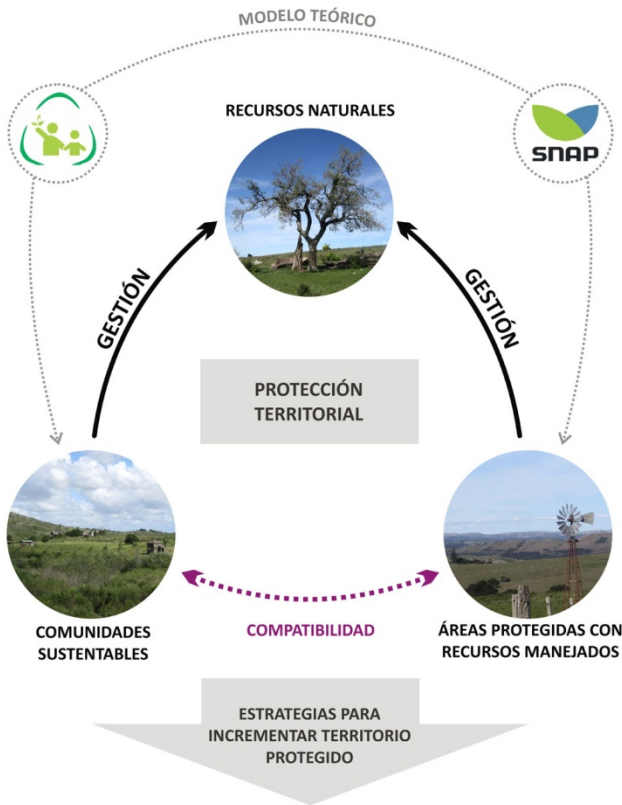 MODELO TEÓRICO
RECURSOS NATURALES
SNAP
GESTIÓN
GESTIÓN
PROTECCIÓN
TERRITORIAL
COMUNIDADES
SUSTENTABLES
COMPATIBILIDAD
ÁREAS PROTEGIDAS CON
RECURSOS MANEJADOS
ESTRATEGIAS PARA
INCREMENTAR TERRITORIO
PROTEGIDO